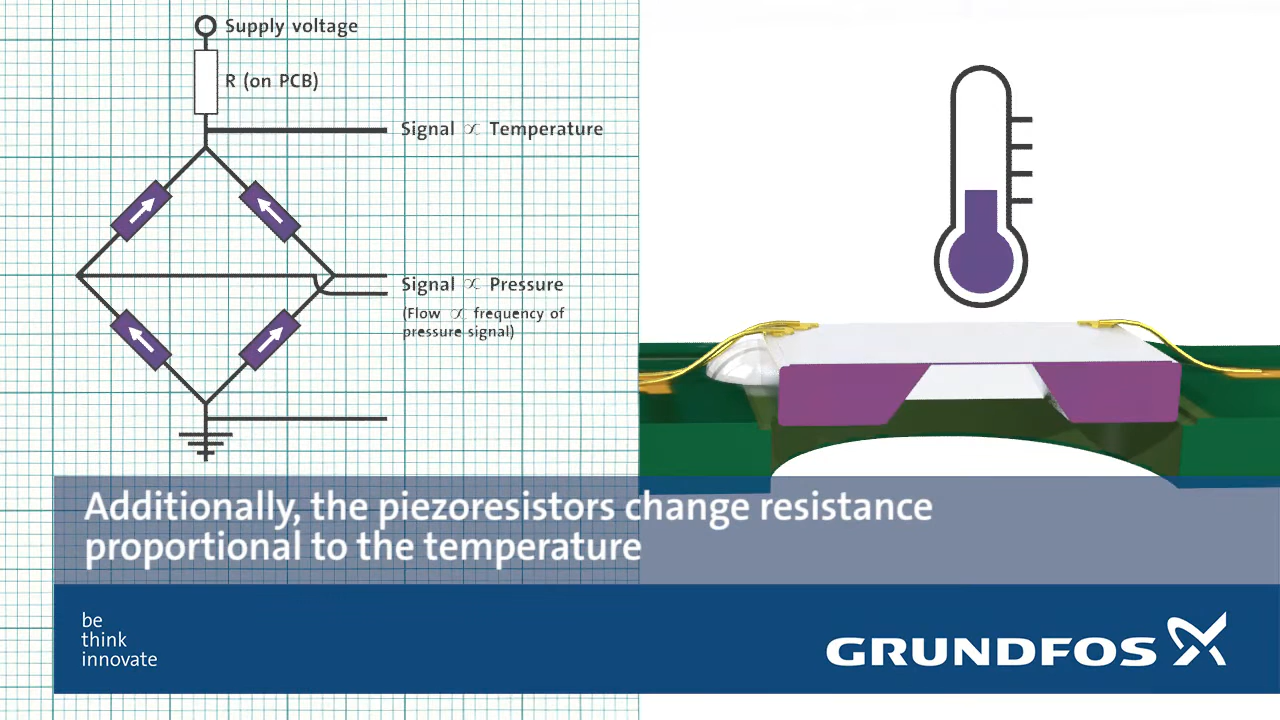 Supply voltage
R (on PCB)
Signal ∝ Temperature
Signal ∝ Pressure
(Flow ∝ frequency of
pressure signal)
Additionally, the piezoresistors change resistance
proportional to the temperature
be
think
innovate
GRUNDFOS